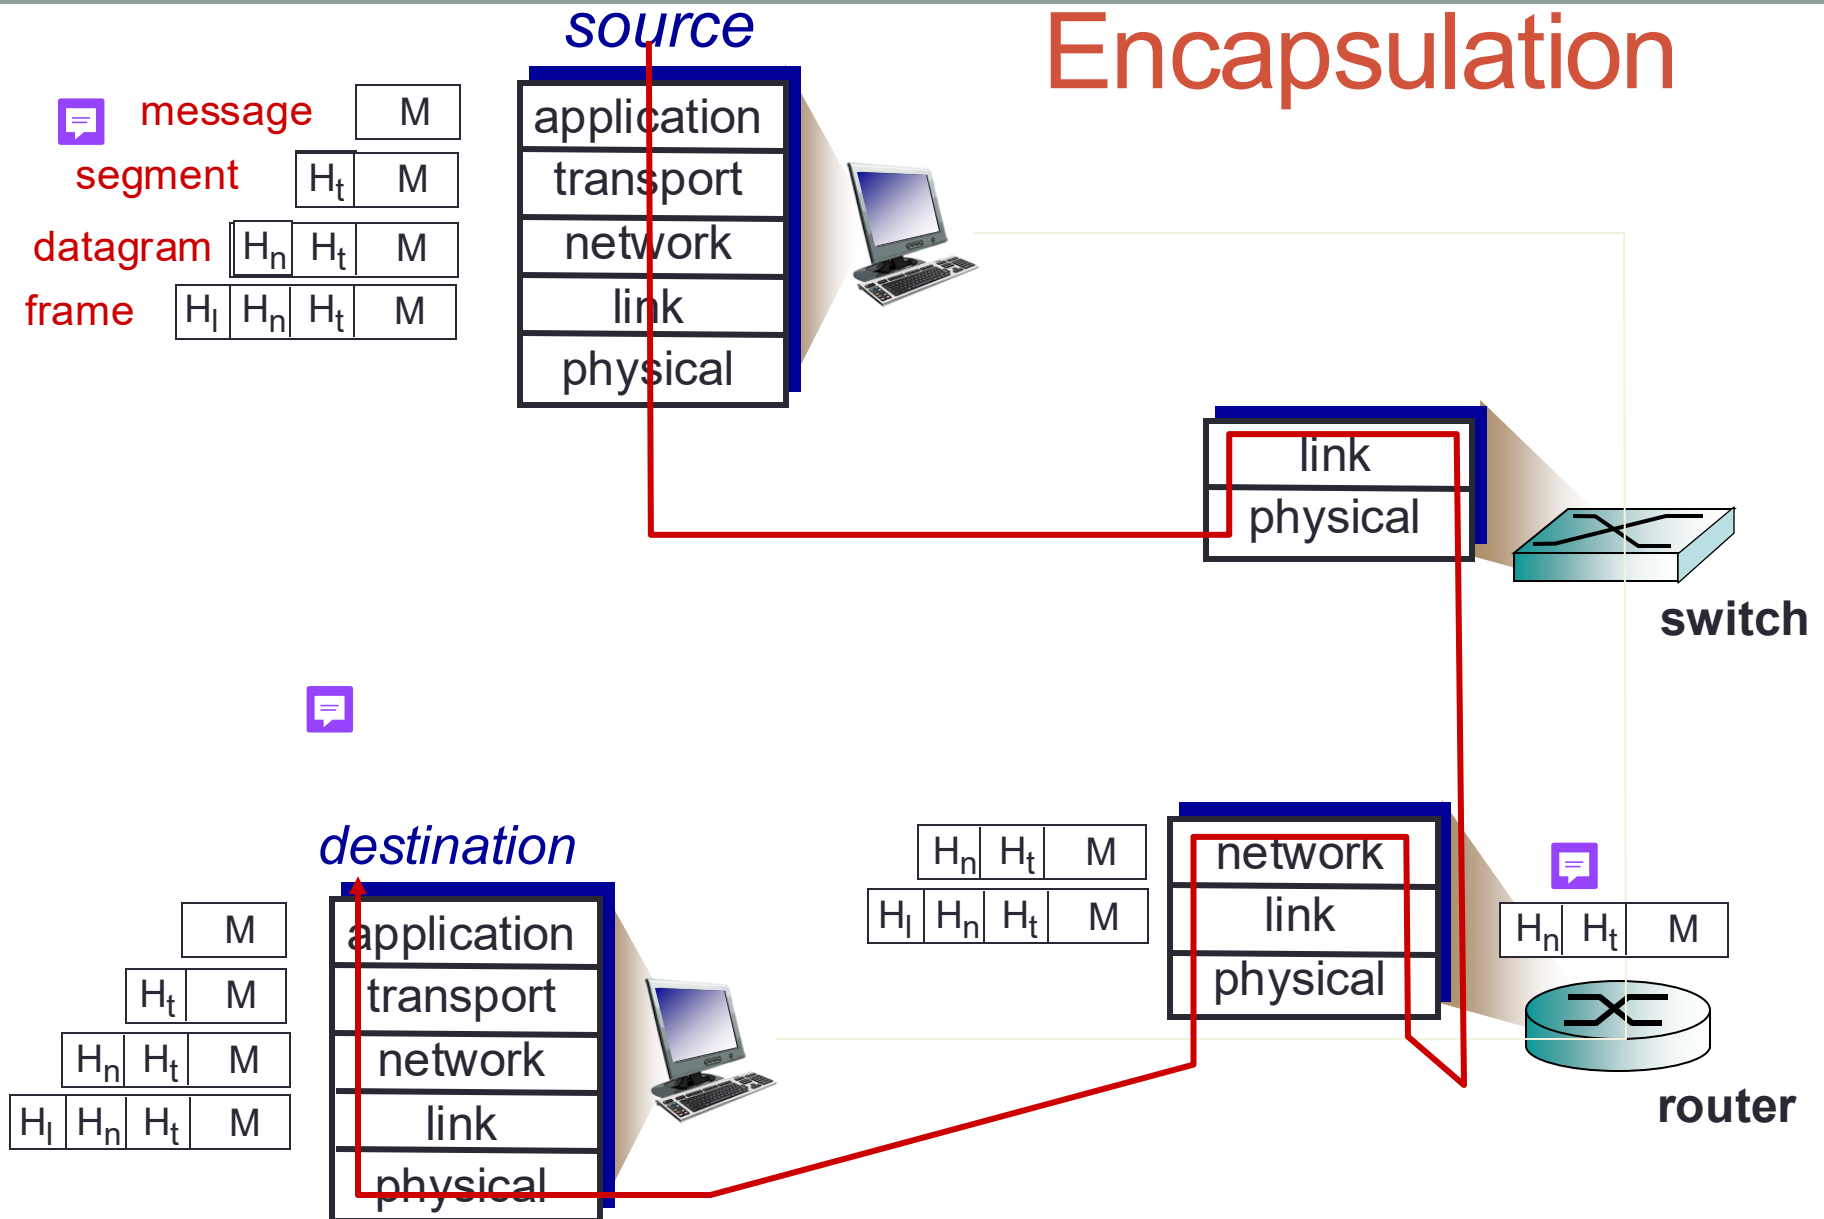 source
Encapsulation
message M
segment Ht M
datagram Hn Ht M
frame Hl Hn Ht M
application
transport
network
link
physical
link
physical
switch
destination
M
Ht M
Hn Ht M
Hl Hn Ht M
application
transport
network
link
physical
Hn Ht M
Hl Hn Ht M
network
link
physical
Hn Ht M
router